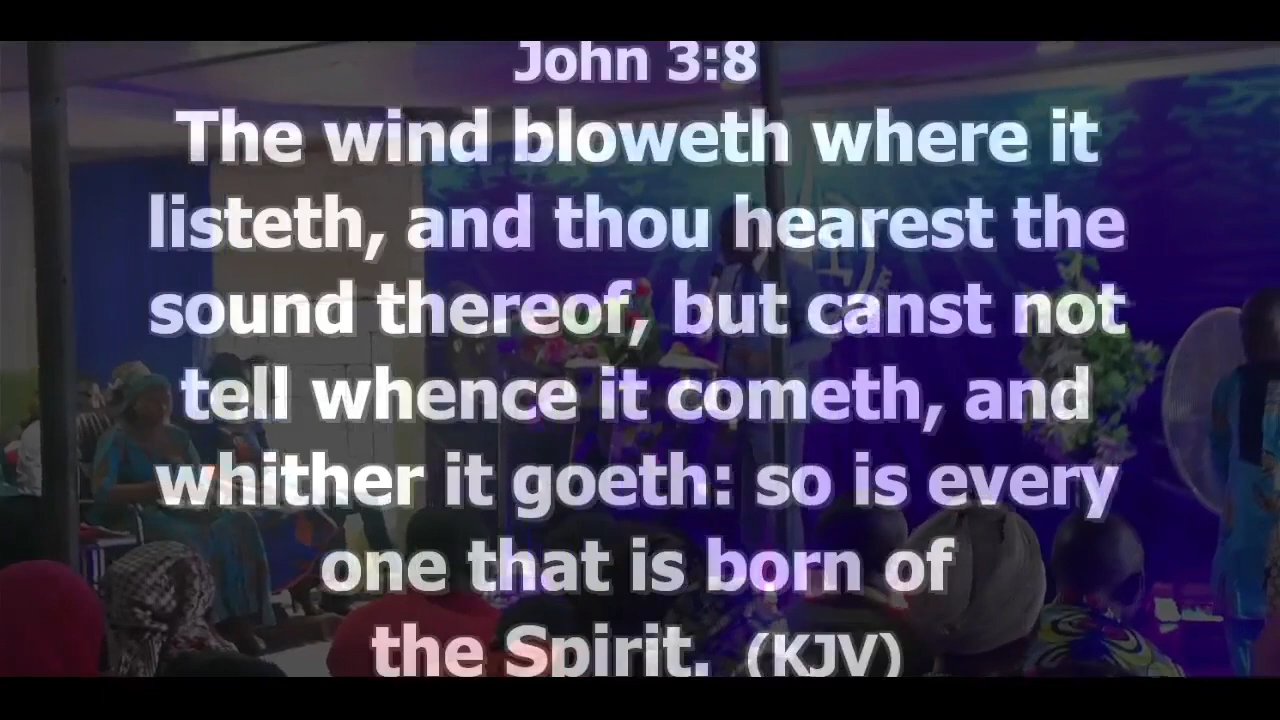 John 3:8
The wind bloweth where it
listeth, and thou hearest the
sound thereof, but canst not
tell whence it cometh, and
whither it goeth: so is every
one that is born of
the Spirit. (KJV)